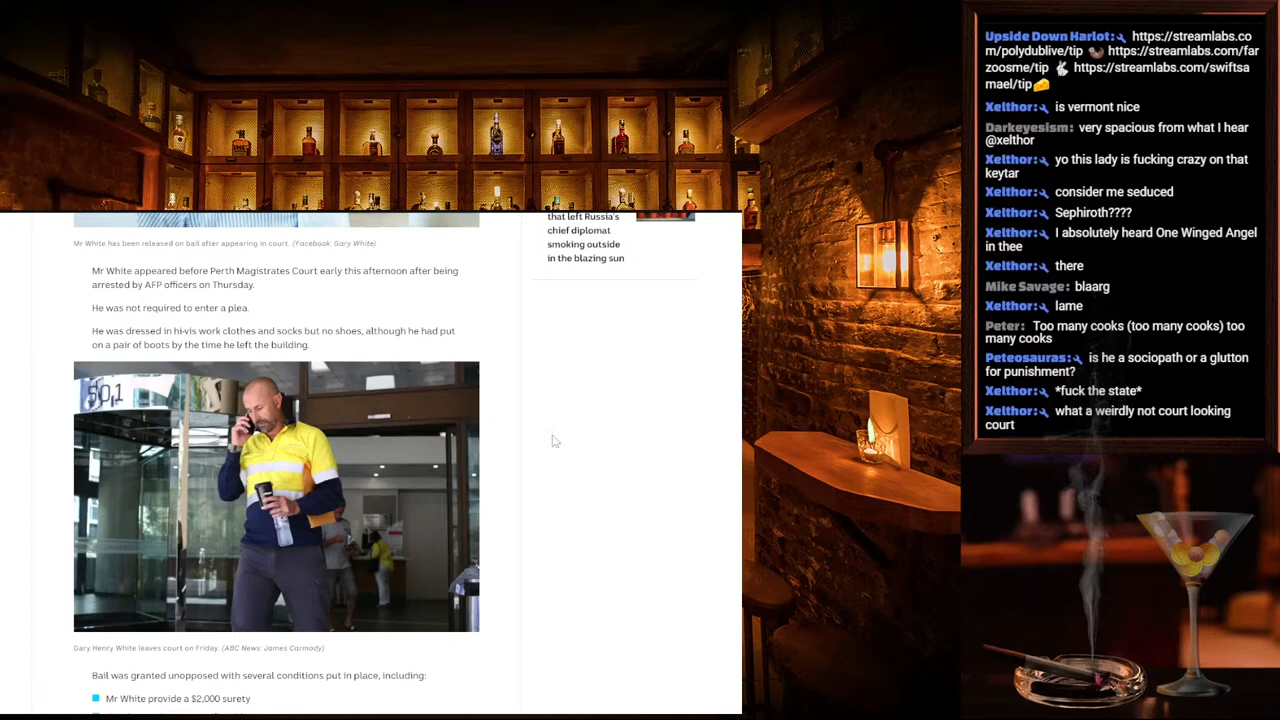 Mr White has been released on bail after appearing in court. (Facebook: Gary White)
Mr White appeared before Perth Magistrates Court early this afternoon after being
arrested by AFP officers on Thursday.
He was not required to enter a plea.
He was dressed in hi-vis work clothes and socks but no shoes, although he had put
on a pair of boots by the time he left the building.
501
Gary Henry White leaves court on Friday. (ABC News: James Carmody)
Bail was granted unopposed with several conditions put in place, including:
Mr White provide a $2,000 surety
that left Russia's
chief diplomat
smoking outside
in the blazing sun
Upside Down Harlot: https://streamlabs.co
m/polydublive/tip https://streamlabs.com/far
zoosme/tip https://streamlabs.com/swiftsa
mael/tip
Xelthor: is vermont nice
Darkeyesism: very spacious from what I hear
@xelthor
Xelthor: yo this lady is fucking crazy on that
keytar
Xelthor: consider me seduced
Xelthor: Sephiroth????
Xelthor: I absolutely heard One Winged Angel
in thee
Xelthor: there
Mike Savage: blaarg
Xelthor: lame
Peter: Too many cooks (too many cooks) too
many cooks
Peteosauras: is he a sociopath or a glutton
for punishment?
Xelthor: *fuck the state*
Xelthor: what a weirdly not court looking
court